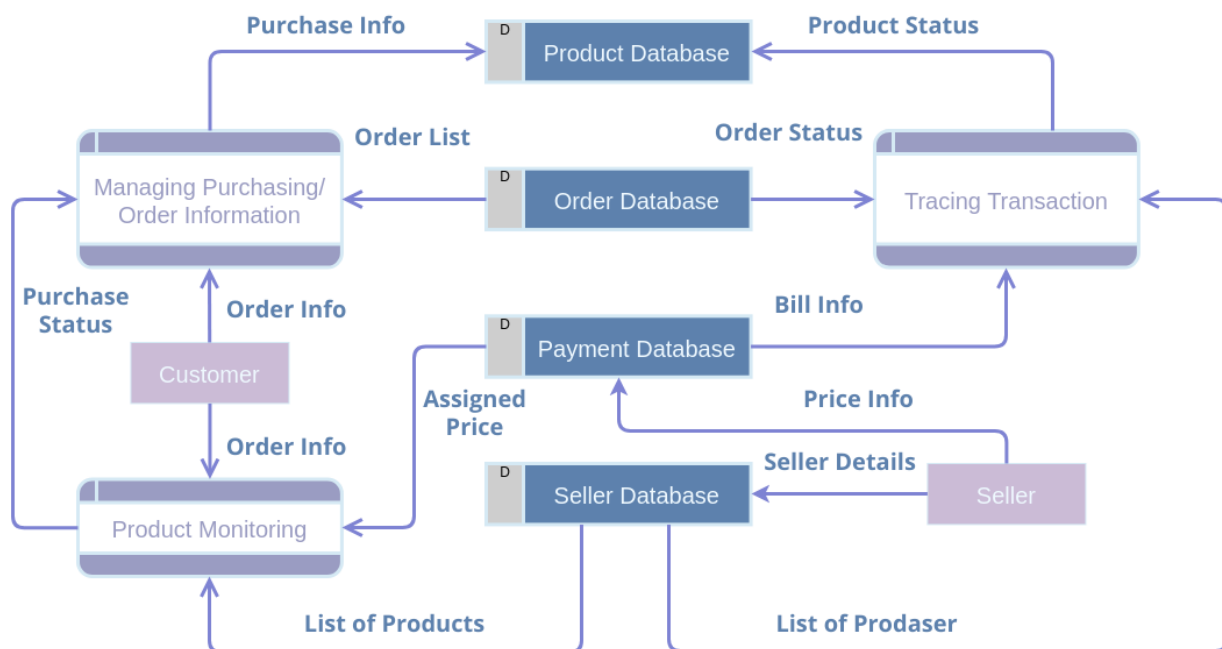 Purchase Info
Product Status
D
Product Database
Order List
Order Status
Managing Purchasing/
Order Information
D
Order Database
Tracing Transaction
Purchase
Status
Order Info
Bill Info
D
Payment Database
Customer
Assigned
Price
Price Info
Order Info
Seller Details
D
Seller Database
Seller
Product Monitoring
List of Products
List of Prodaser